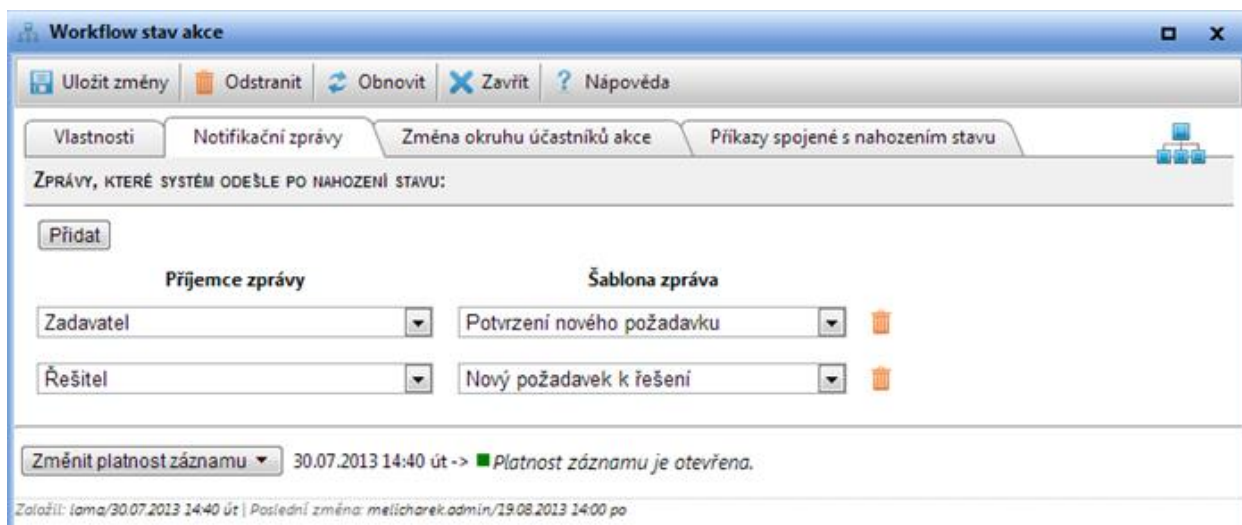 Workflow stav akce
Uložit změny Odstranit Obnovit Zavřít ? Nápověda
Vlastnosti Notifikační zprávy Změna okruhu účastníků akce Příkazy spojené s nahozením stavu
ZPRÁVY, KTERÉ SYSTÉM ODEŠLE PO NAHOZENÍ STAVU:
Přidat
Příjemce zprávy Šablona zpráva
Zadavatel Potvrzení nového požadavku
Řešitel Nový požadavek k řešení
Změnit platnost záznamu 30.07.2013 14:40 út -> Platnost záznamu je otevřena.
Založil: lama/30.07.2013 14:40 út | Poslední změna: melicharek.admin/19.08.2013 14:00 po